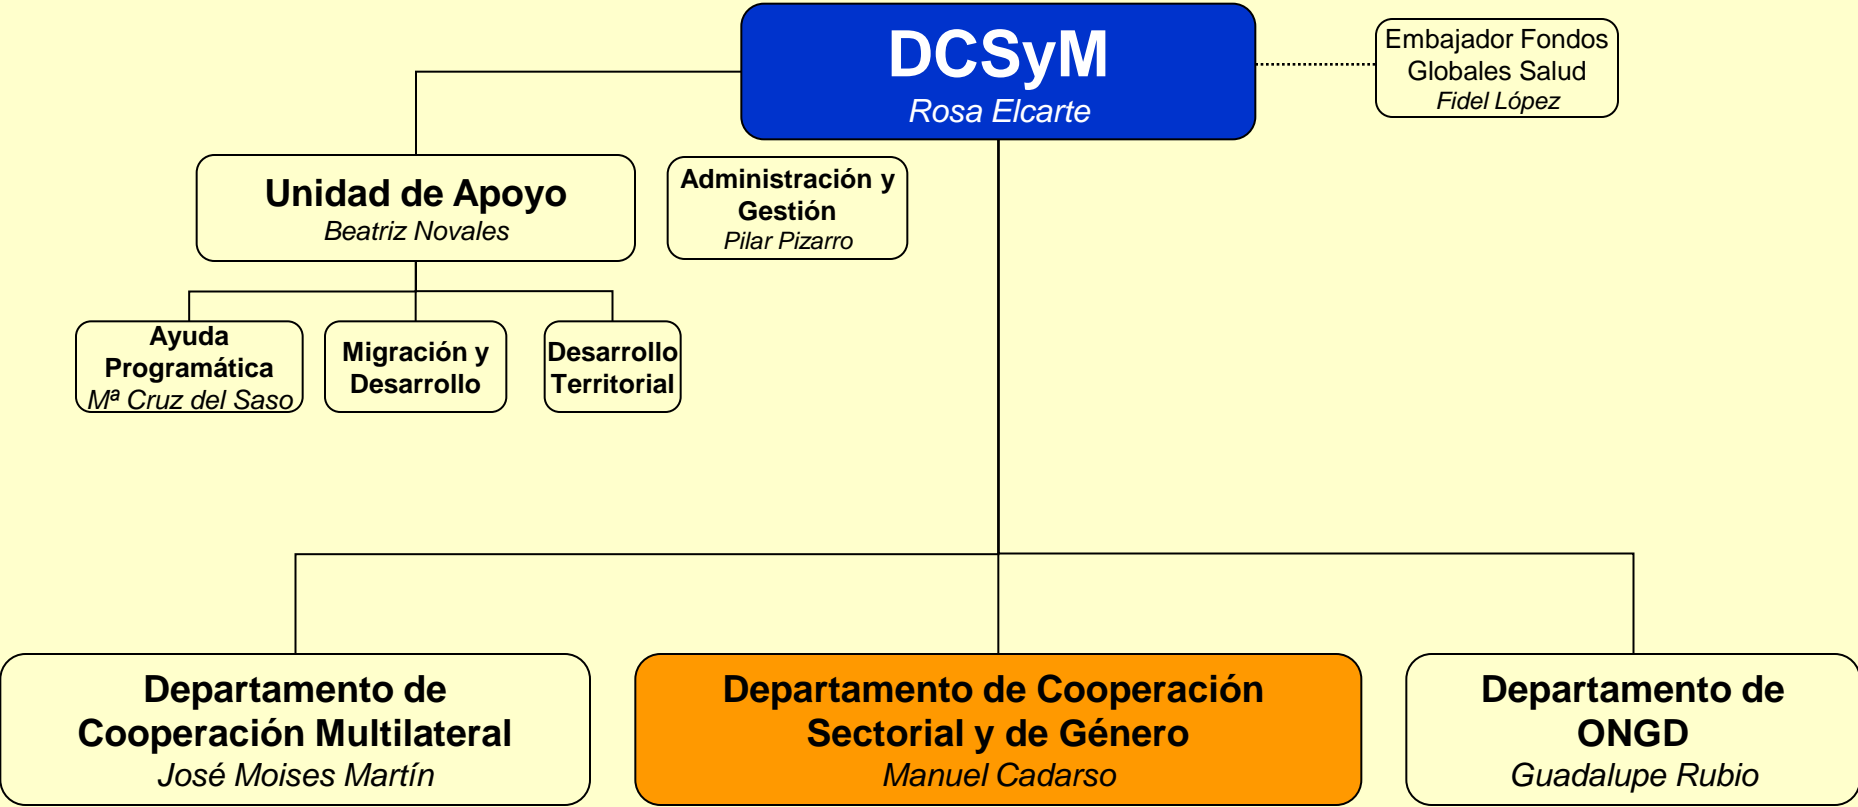 DCSyM
Rosa Elcarte
Embajador Fondos
Globales Salud
Fidel López
Unidad de Apoyo
Beatriz Novales
Administración y
Gestión
Pilar Pizarro
Ayuda
Programática
Mª Cruz del Saso
Migración y
Desarrollo
Desarrollo
Territorial
Departamento de
Cooperación Multilateral
José Moises Martín
Departamento de Cooperación
Sectorial y de Género
Manuel Cadarso
Departamento de
ONGD
Guadalupe Rubio